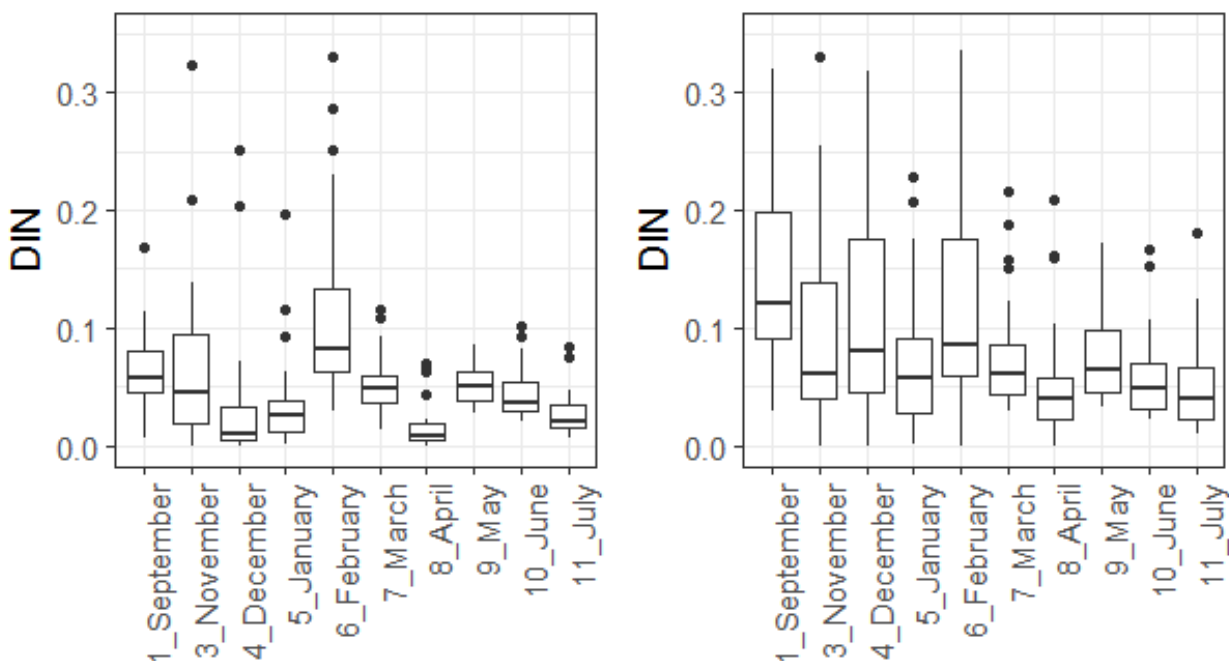 DIN
0.3
0.2
0.1
0.0
1_September
3_November
4_December
5_January
6_February
7_March
8_April
9_May
10_June
11_July
DIN
0.3
0.2
0.1
0.0
1_September
3_November
4_December
5_January
6_February
7_March
8_April
9_May
10_June
11_July